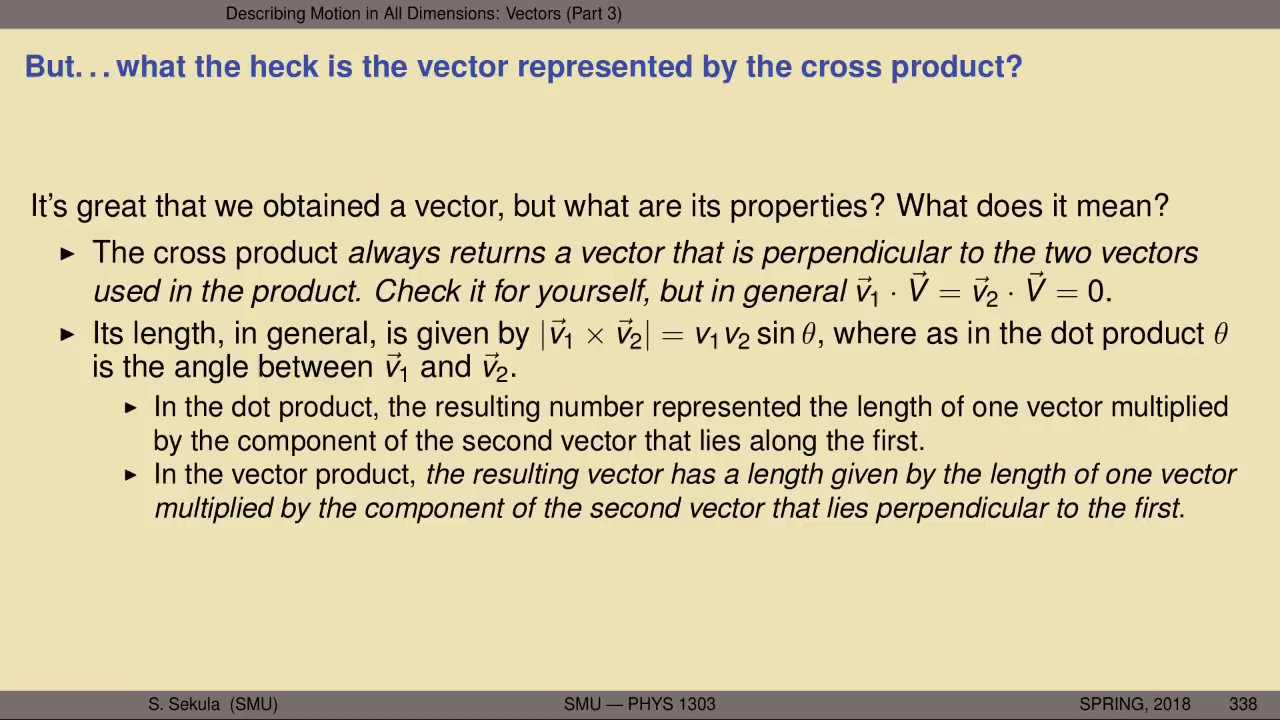 Describing Motion in All Dimensions: Vectors (Part 3)
But. . . what the heck is the vector represented by the cross product?
It's great that we obtained a vector, but what are its properties? What does it mean?
▶ The cross product always returns a vector that is perpendicular to the two vectors
used in the product. Check it for yourself, but in general v⃗₁ · V⃗ = v⃗₂ · V⃗ = 0.
▶ Its length, in general, is given by |v⃗₁ × v⃗₂| = v₁v₂ sin θ, where as in the dot product θ
is the angle between v⃗₁ and v⃗₂.
▶ In the dot product, the resulting number represented the length of one vector multiplied
by the component of the second vector that lies along the first.
▶ In the vector product, the resulting vector has a length given by the length of one vector
multiplied by the component of the second vector that lies perpendicular to the first.
S. Sekula (SMU) SMU — PHYS 1303 SPRING, 2018 338